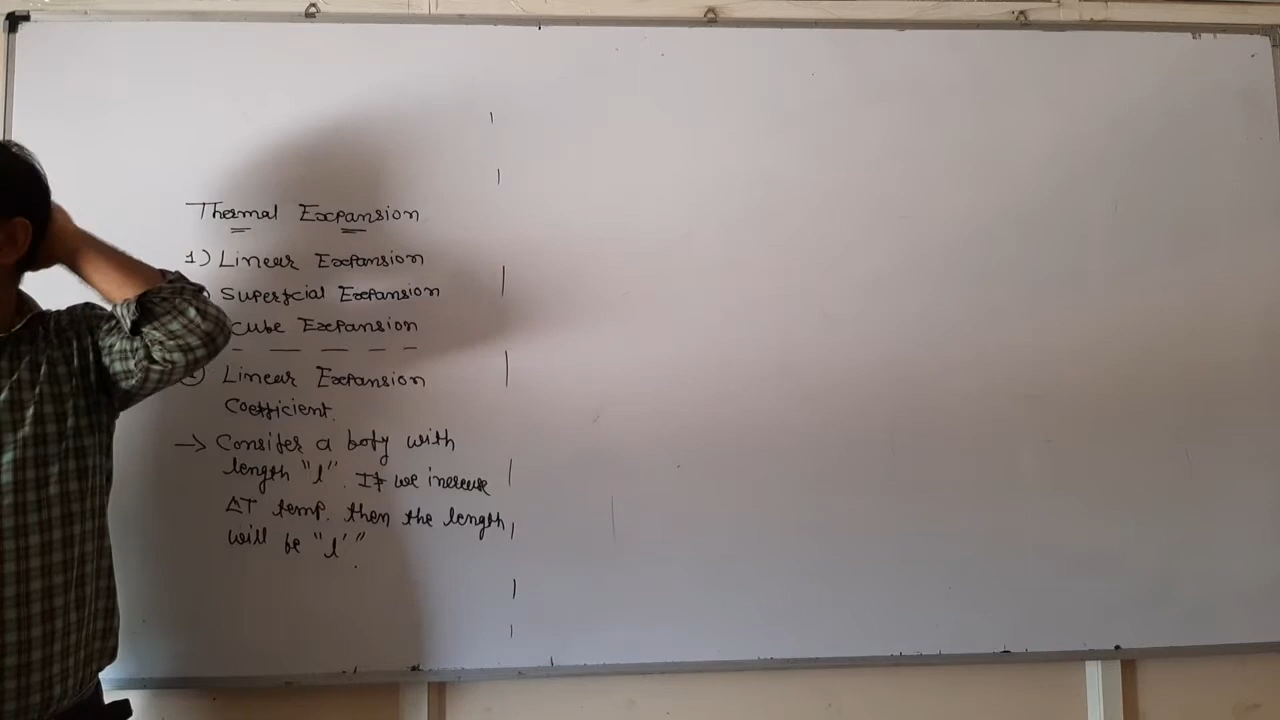 Thermal Expansion
1) Linear Expansion
Superficial Expansion
Cube Expansion
Linear Expansion
Coefficient.
→ Consider a body with
length "l". If we increase
ΔT temp. then the length
will be "l'"